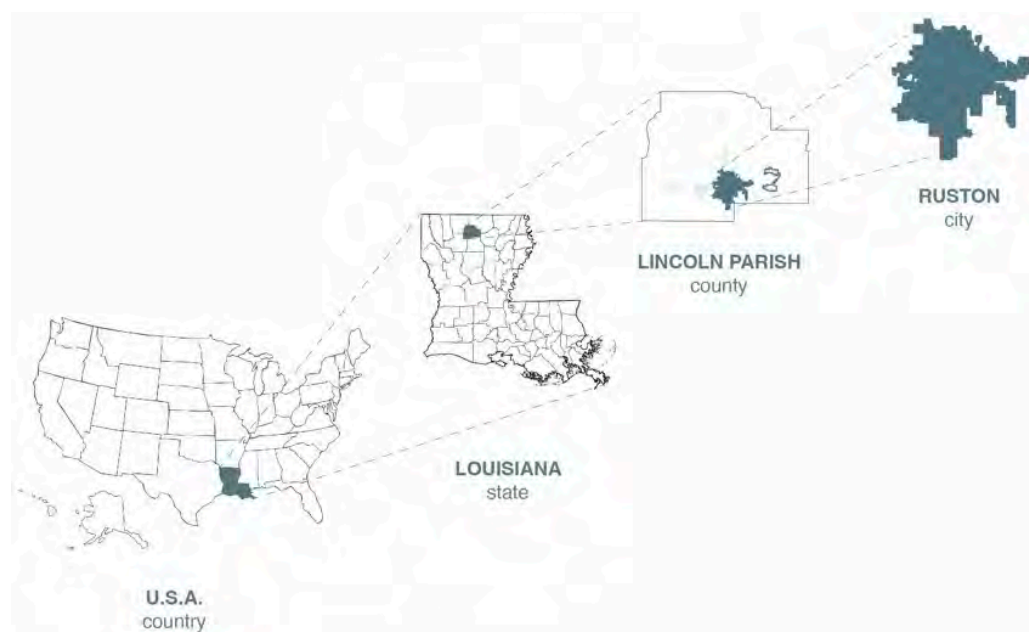 RUSTON
city
LINCOLN PARISH
county
LOUISIANA
state
U.S.A.
country